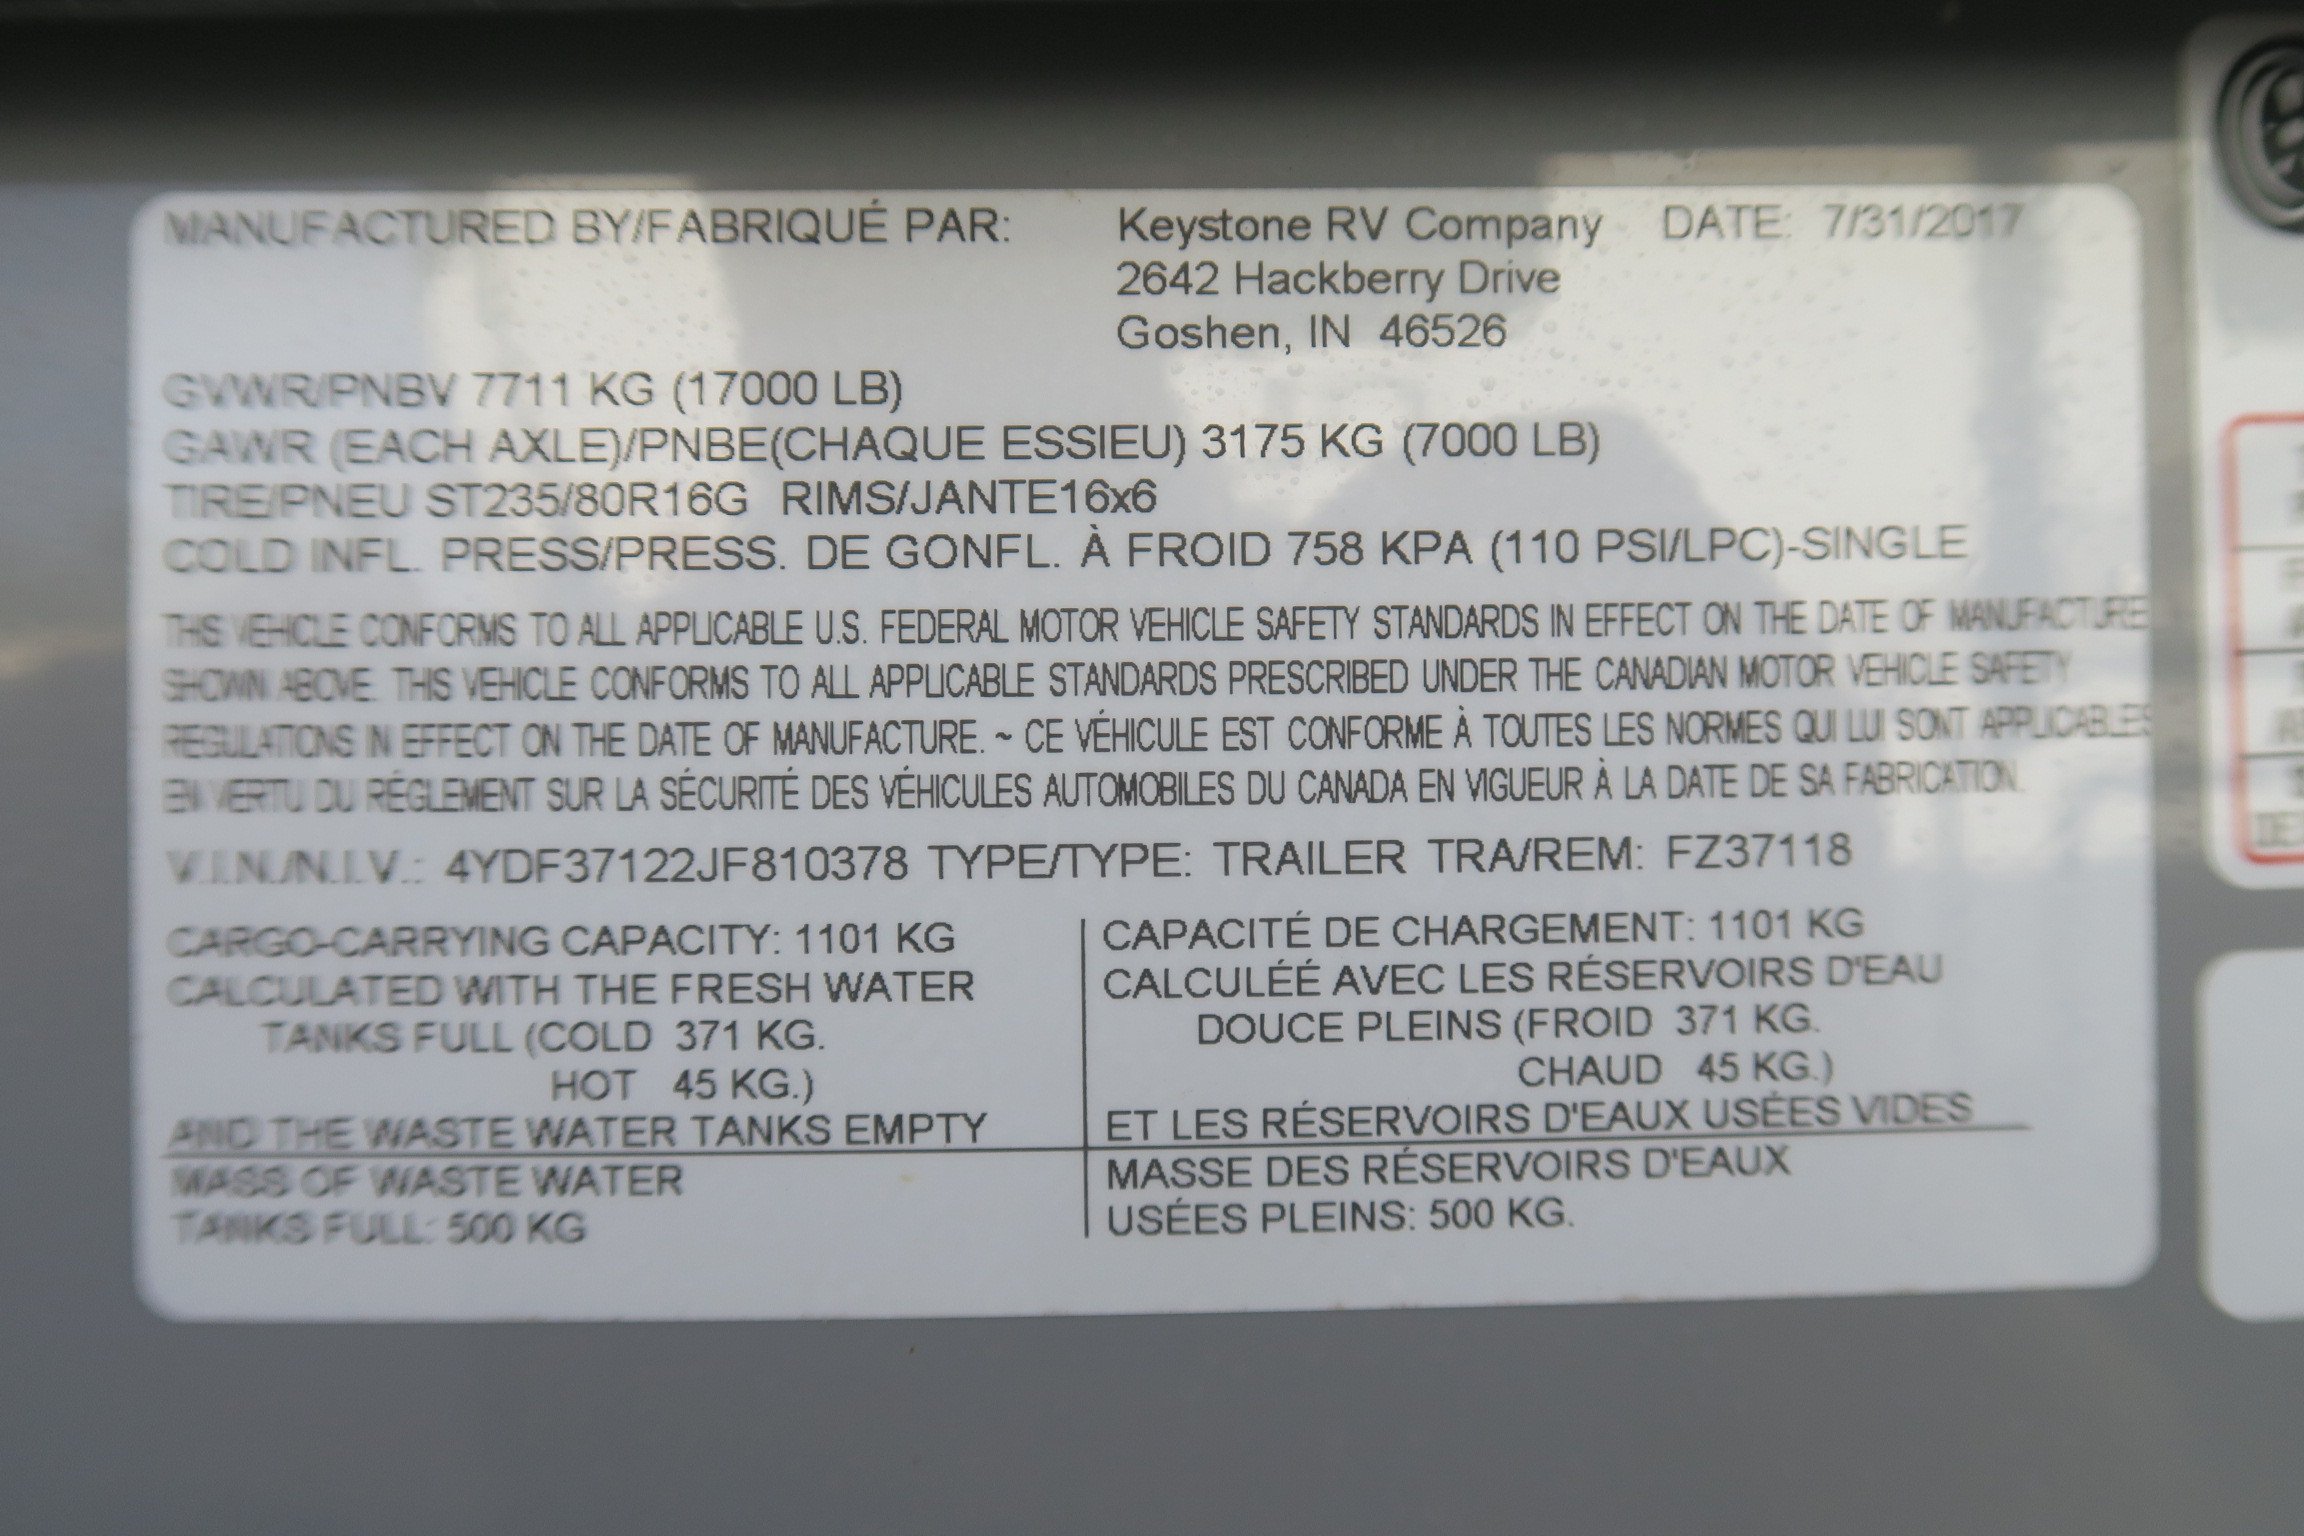 MANUFACTURED BY/FABRIQUÉ PAR: Keystone RV Company DATE: 7/31/2017
2642 Hackberry Drive
Goshen, IN 46526
GVWR/PNBV 7711 KG (17000 LB)
GAWR (EACH AXLE)/PNBE(CHAQUE ESSIEU) 3175 KG (7000 LB)
TIRE/PNEU ST235/80R16G RIMS/JANTE16x6
COLD INFL. PRESS/PRESS. DE GONFL. À FROID 758 KPA (110 PSI/LPC)-SINGLE
THIS VEHICLE CONFORMS TO ALL APPLICABLE U.S. FEDERAL MOTOR VEHICLE SAFETY STANDARDS IN EFFECT ON THE DATE OF MANUFACTURE
SHOWN ABOVE. THIS VEHICLE CONFORMS TO ALL APPLICABLE STANDARDS PRESCRIBED UNDER THE CANADIAN MOTOR VEHICLE SAFETY
REGULATIONS IN EFFECT ON THE DATE OF MANUFACTURE. ~ CE VÉHICULE EST CONFORME À TOUTES LES NORMES QUI LUI SONT APPLICABLES
EN VERTU DU RÉGLEMENT SUR LA SÉCURITÉ DES VÉHICULES AUTOMOBILES DU CANADA EN VIGUEUR À LA DATE DE SA FABRICATION.
V.I.N./N.I.V.: 4YDF37122JF810378 TYPE/TYPE: TRAILER TRA/REM: FZ37118
CARGO-CARRYING CAPACITY: 1101 KG
CALCULATED WITH THE FRESH WATER
TANKS FULL (COLD 371 KG.
HOT 45 KG.)
AND THE WASTE WATER TANKS EMPTY
MASS OF WASTE WATER
TANKS FULL: 500 KG
CAPACITÉ DE CHARGEMENT: 1101 KG
CALCULÉÉ AVEC LES RÉSERVOIRS D'EAU
DOUCE PLEINS (FROID 371 KG.
CHAUD 45 KG.)
ET LES RÉSERVOIRS D'EAUX USÉES VIDES
MASSE DES RÉSERVOIRS D'EAUX
USÉES PLEINS: 500 KG.